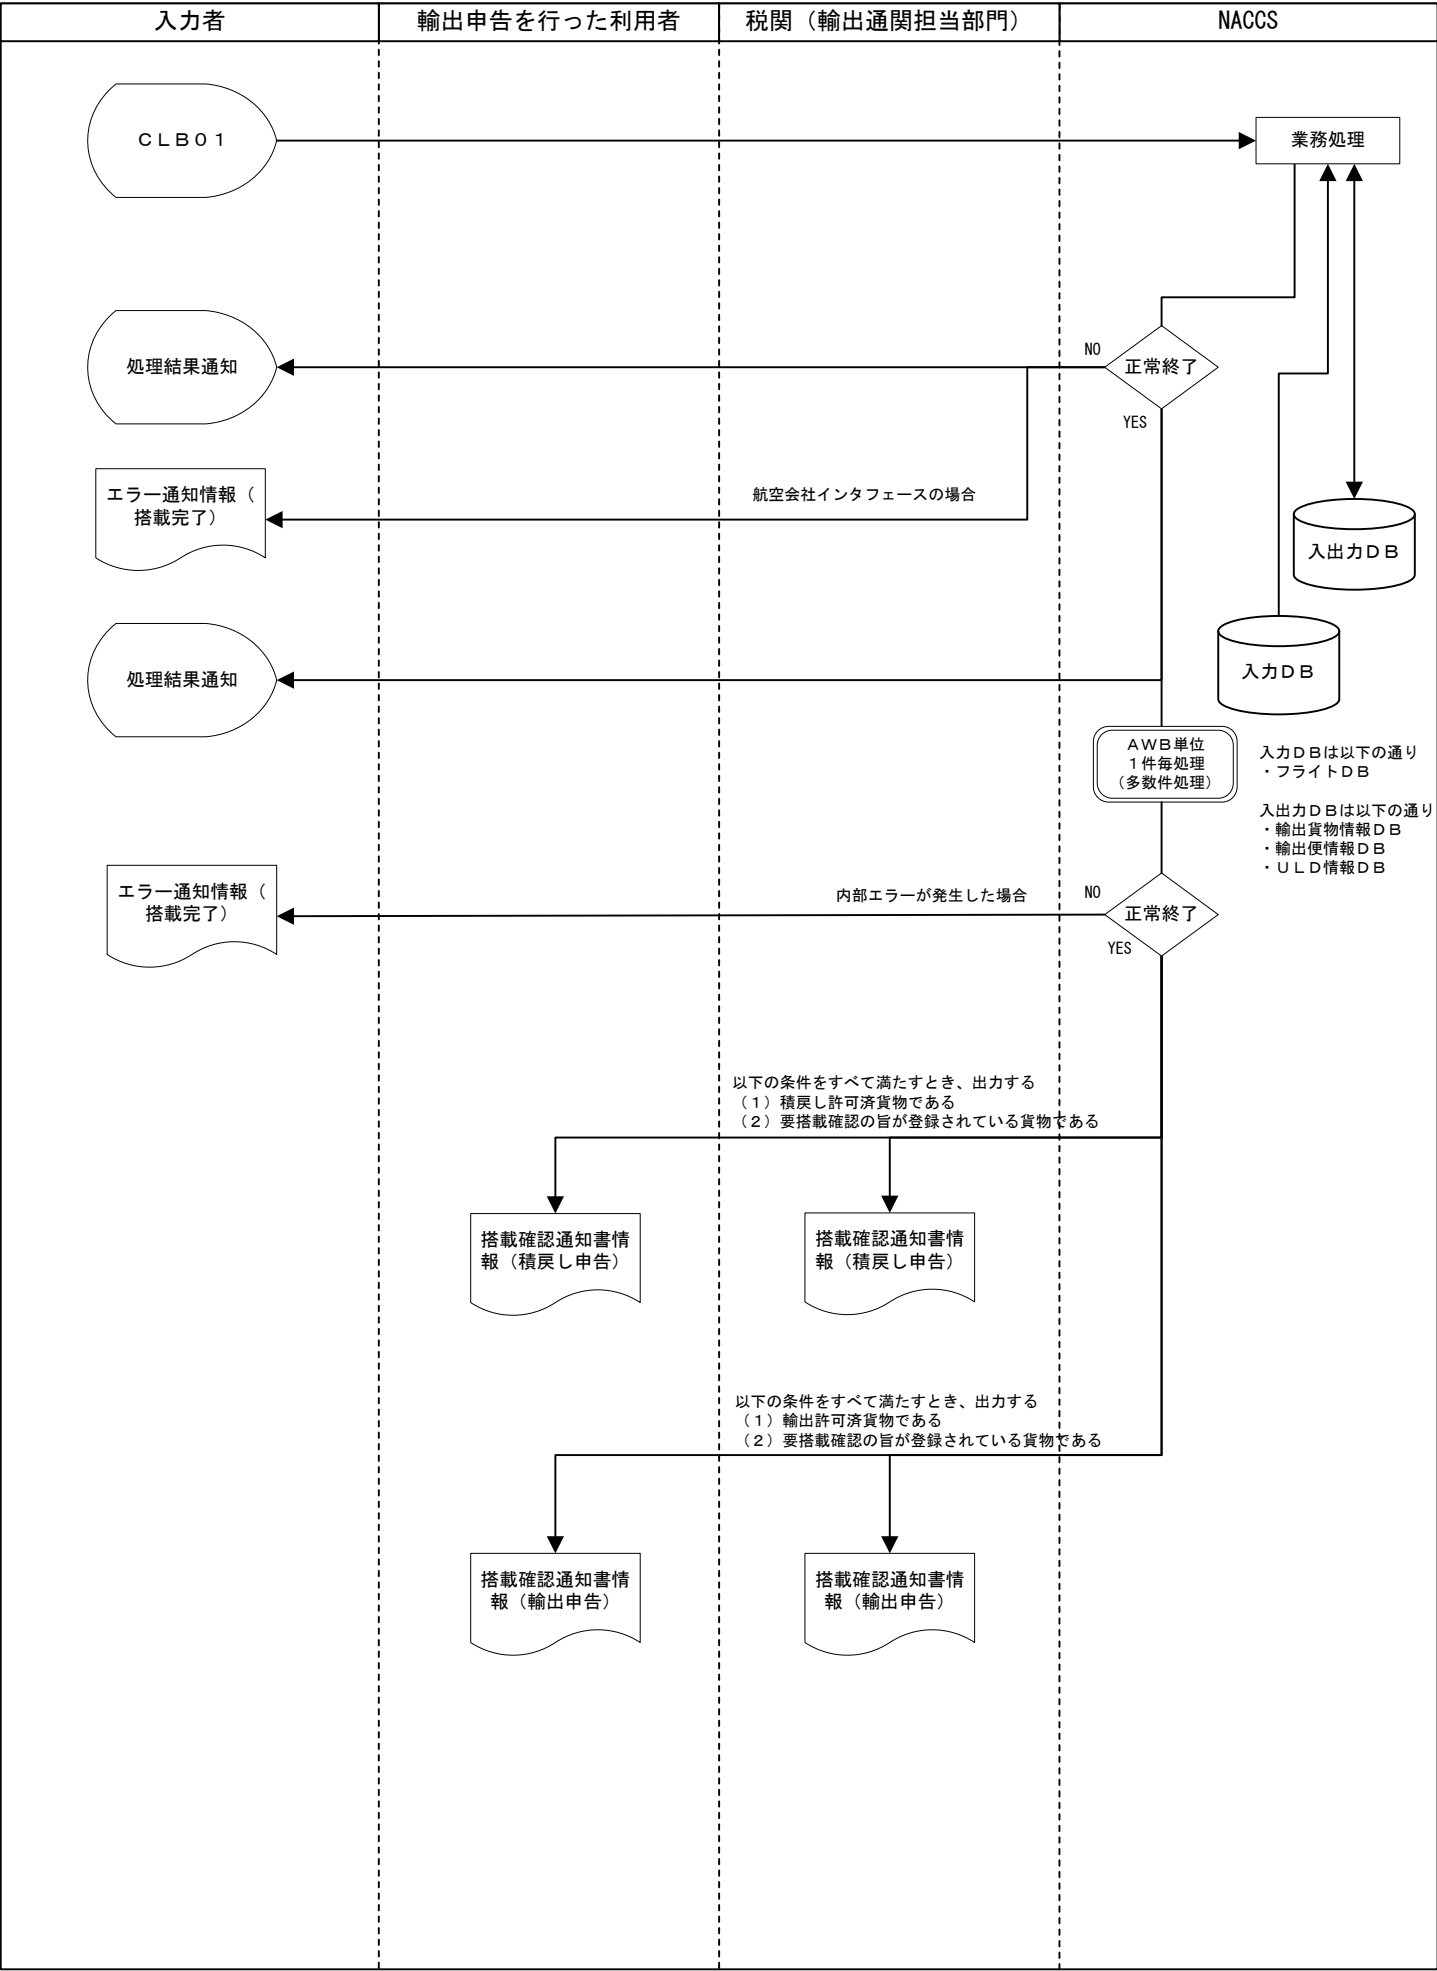 入力者
輸出申告を行った利用者
税関（輸出通関担当部門）
NACCS
ＣＬＢ０１
業務処理
処理結果通知
NO
正常終了
YES
エラー通知情報（
搭載完了）
航空会社インタフェースの場合
入出力ＤＢ
処理結果通知
入力ＤＢ
ＡＷＢ単位
１件毎処理
（多数件処理）
入力ＤＢは以下の通り
・フライトＤＢ
入出力ＤＢは以下の通り
・輸出貨物情報ＤＢ
・輸出便情報ＤＢ
・ＵＬＤ情報ＤＢ
エラー通知情報（
搭載完了）
内部エラーが発生した場合
NO
正常終了
YES
以下の条件をすべて満たすとき、出力する
（１）積戻し許可済貨物である
（２）要搭載確認の旨が登録されている貨物である
搭載確認通知書情
報（積戻し申告）
搭載確認通知書情
報（積戻し申告）
以下の条件をすべて満たすとき、出力する
（１）輸出許可済貨物である
（２）要搭載確認の旨が登録されている貨物である
搭載確認通知書情
報（輸出申告）
搭載確認通知書情
報（輸出申告）